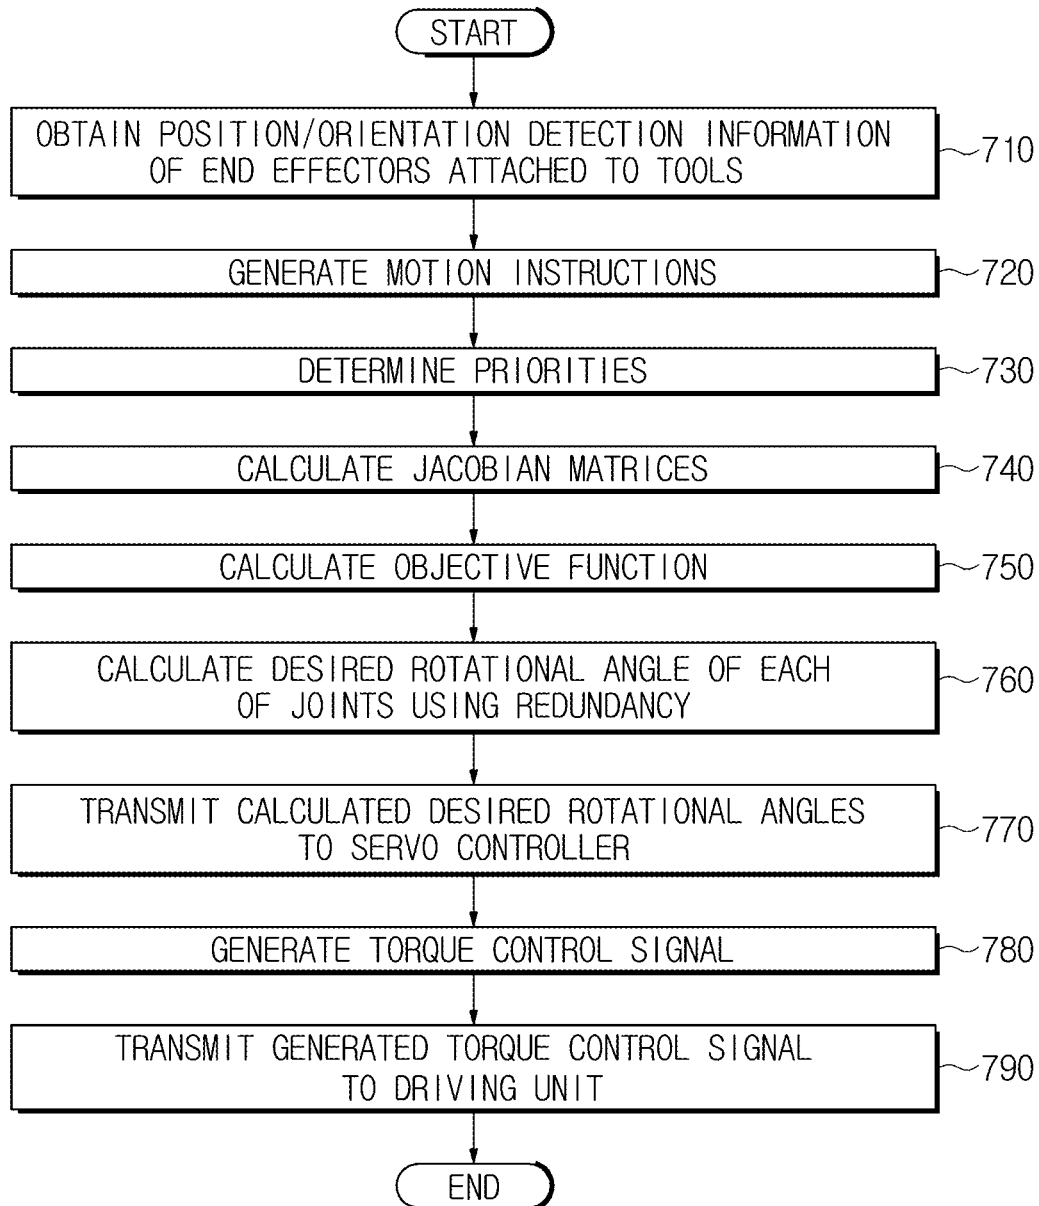 START
OBTAIN POSITION/ORIENTATION DETECTION INFORMATION
OF END EFFECTORS ATTACHED TO TOOLS
710
GENERATE MOTION INSTRUCTIONS
720
DETERMINE PRIORITIES
730
CALCULATE JACOBIAN MATRICES
740
CALCULATE OBJECTIVE FUNCTION
750
CALCULATE DESIRED ROTATIONAL ANGLE OF EACH
OF JOINTS USING REDUNDANCY
760
TRANSMIT CALCULATED DESIRED ROTATIONAL ANGLES
TO SERVO CONTROLLER
770
GENERATE TORQUE CONTROL SIGNAL
780
TRANSMIT GENERATED TORQUE CONTROL SIGNAL
TO DRIVING UNIT
790
END